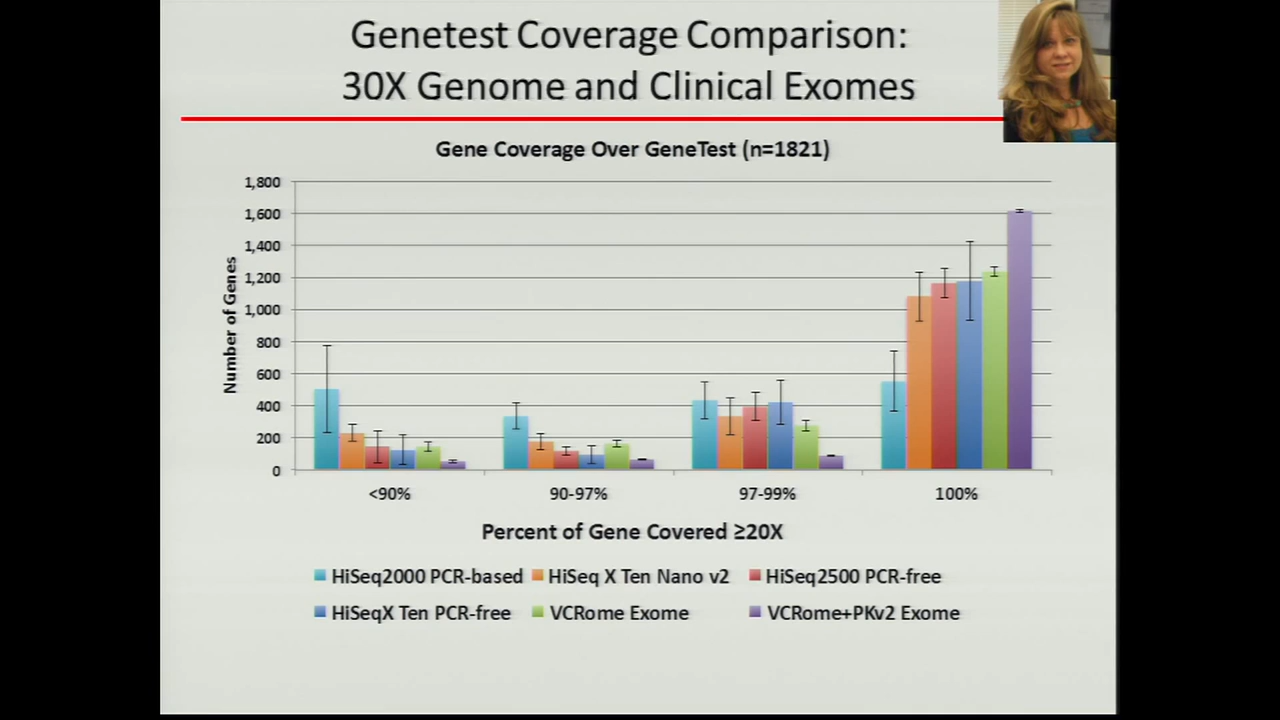 Genetest Coverage Comparison:
30X Genome and Clinical Exomes
Gene Coverage Over GeneTest (n=1821)
Number of Genes
1,800
1,600
1,400
1,200
1,000
800
600
400
200
0
<90% 90-97% 97-99% 100%
Percent of Gene Covered ≥20X
HiSeq2000 PCR-based HiSeq X Ten Nano v2 HiSeq2500 PCR-free
HiSeqX Ten PCR-free VCRome Exome VCRome+PKv2 Exome